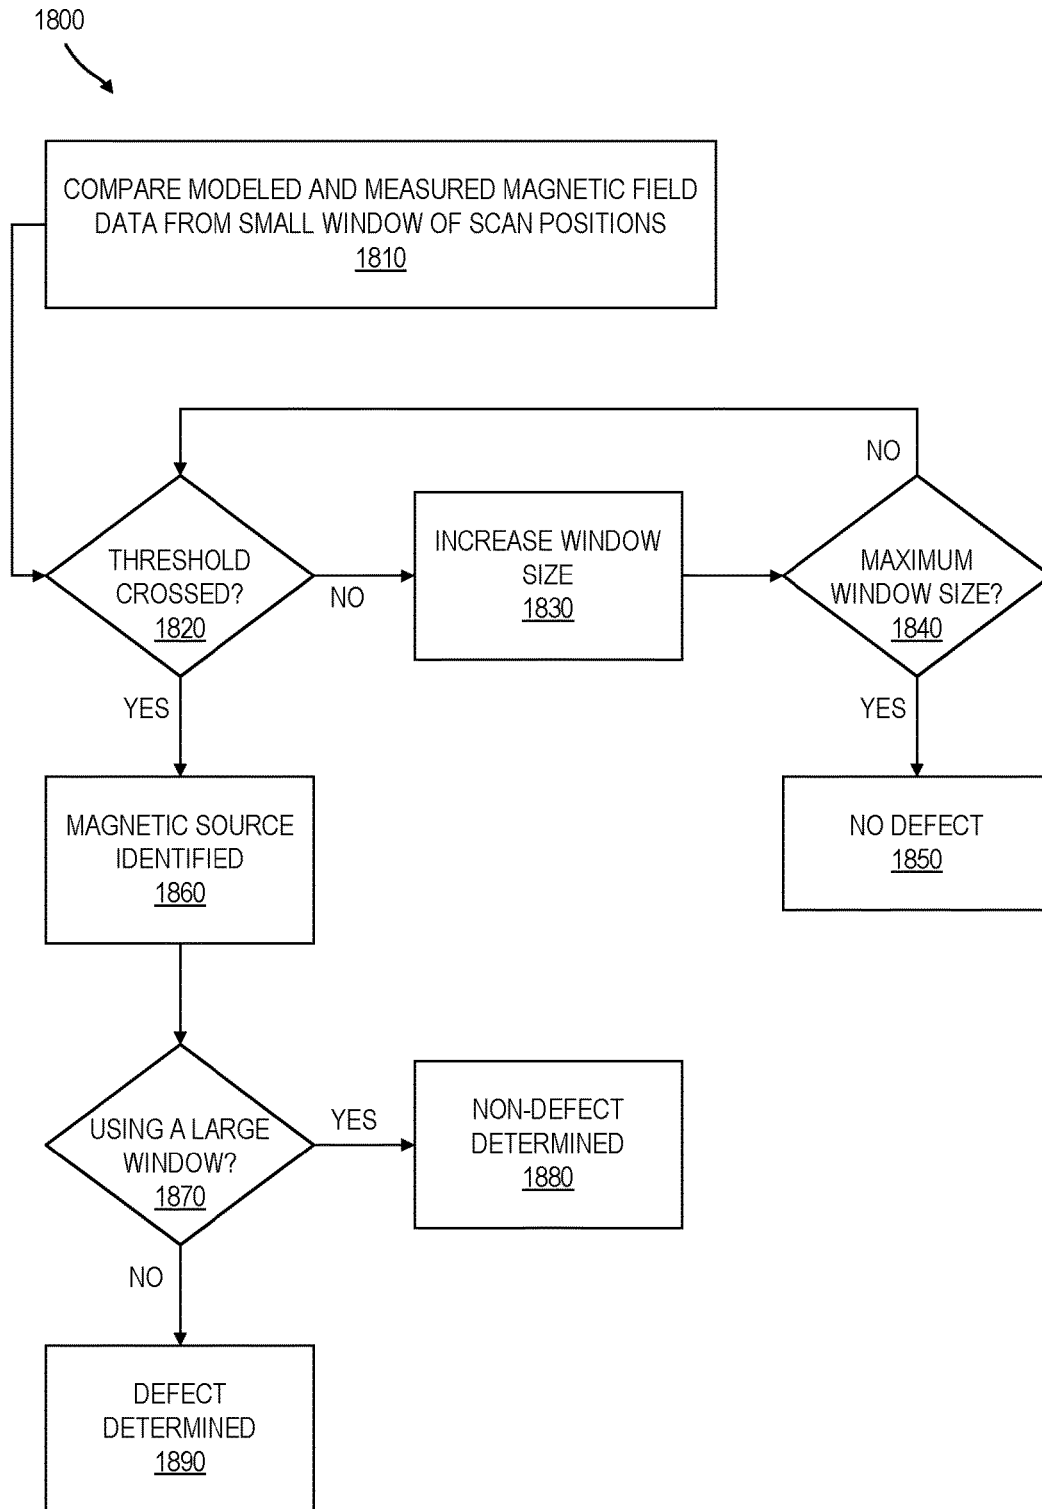 1800
COMPARE MODELED AND MEASURED MAGNETIC FIELD
DATA FROM SMALL WINDOW OF SCAN POSITIONS
1810
NO
THRESHOLD
CROSSED?
1820
NO
INCREASE WINDOW
SIZE
1830
MAXIMUM
WINDOW SIZE?
1840
YES
YES
MAGNETIC SOURCE
IDENTIFIED
1860
NO DEFECT
1850
USING A LARGE
WINDOW?
1870
YES
NON-DEFECT
DETERMINED
1880
NO
DEFECT
DETERMINED
1890